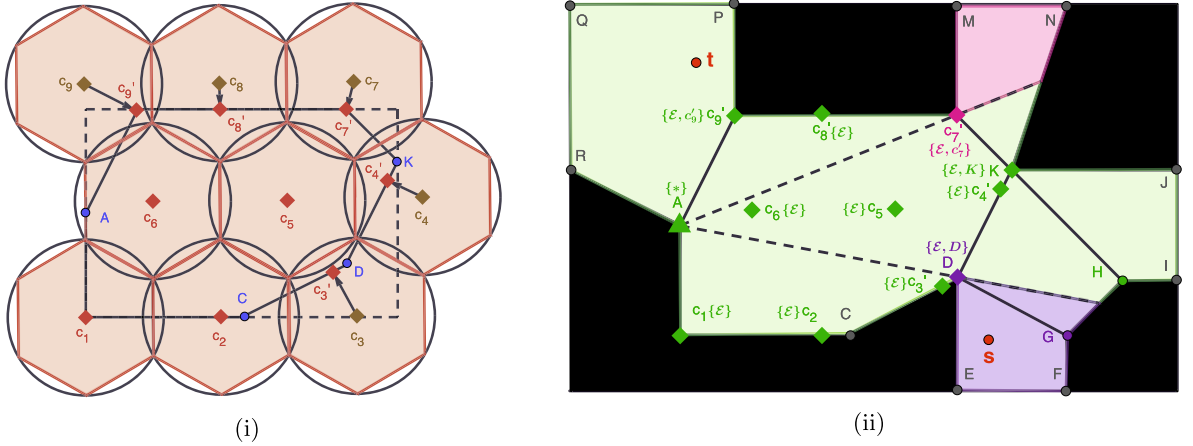 c₉ c₉' c₈ c₇
c₈' c₇'
K
c₄'
A c₆ c₅ c₄
D
C c₃'
c₁ c₂ c₃
(i)
Q P M N
t
{ℰ, c₉'} c₉' c₈' {ℰ} c₇'
{ℰ, c₇'}
R {ℰ, K} K J
{*} {ℰ} c₄'
A c₆ {ℰ} {ℰ} c₅
{ℰ, D}
D H I
{ℰ} c₃'
c₁ {ℰ} {ℰ} c₂ C G
s
E F
(ii)